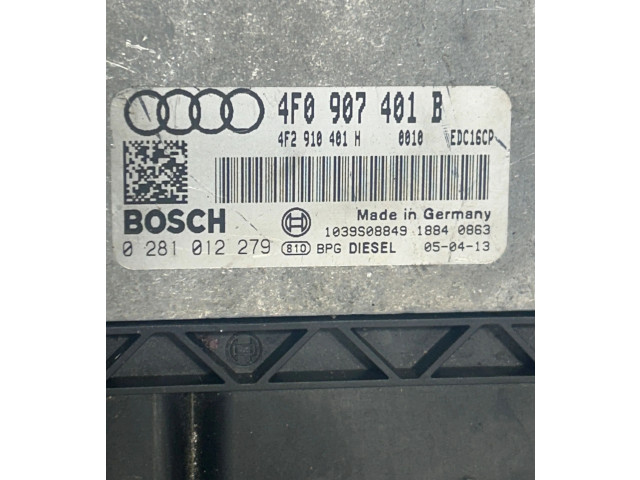 4F0 907 401 B
4F2 910 401 H 0010 EDC16CP
BOSCH Made in Germany
1039S08849 1884 0863
0 281 012 279 810 BPG DIESEL 05-04-13